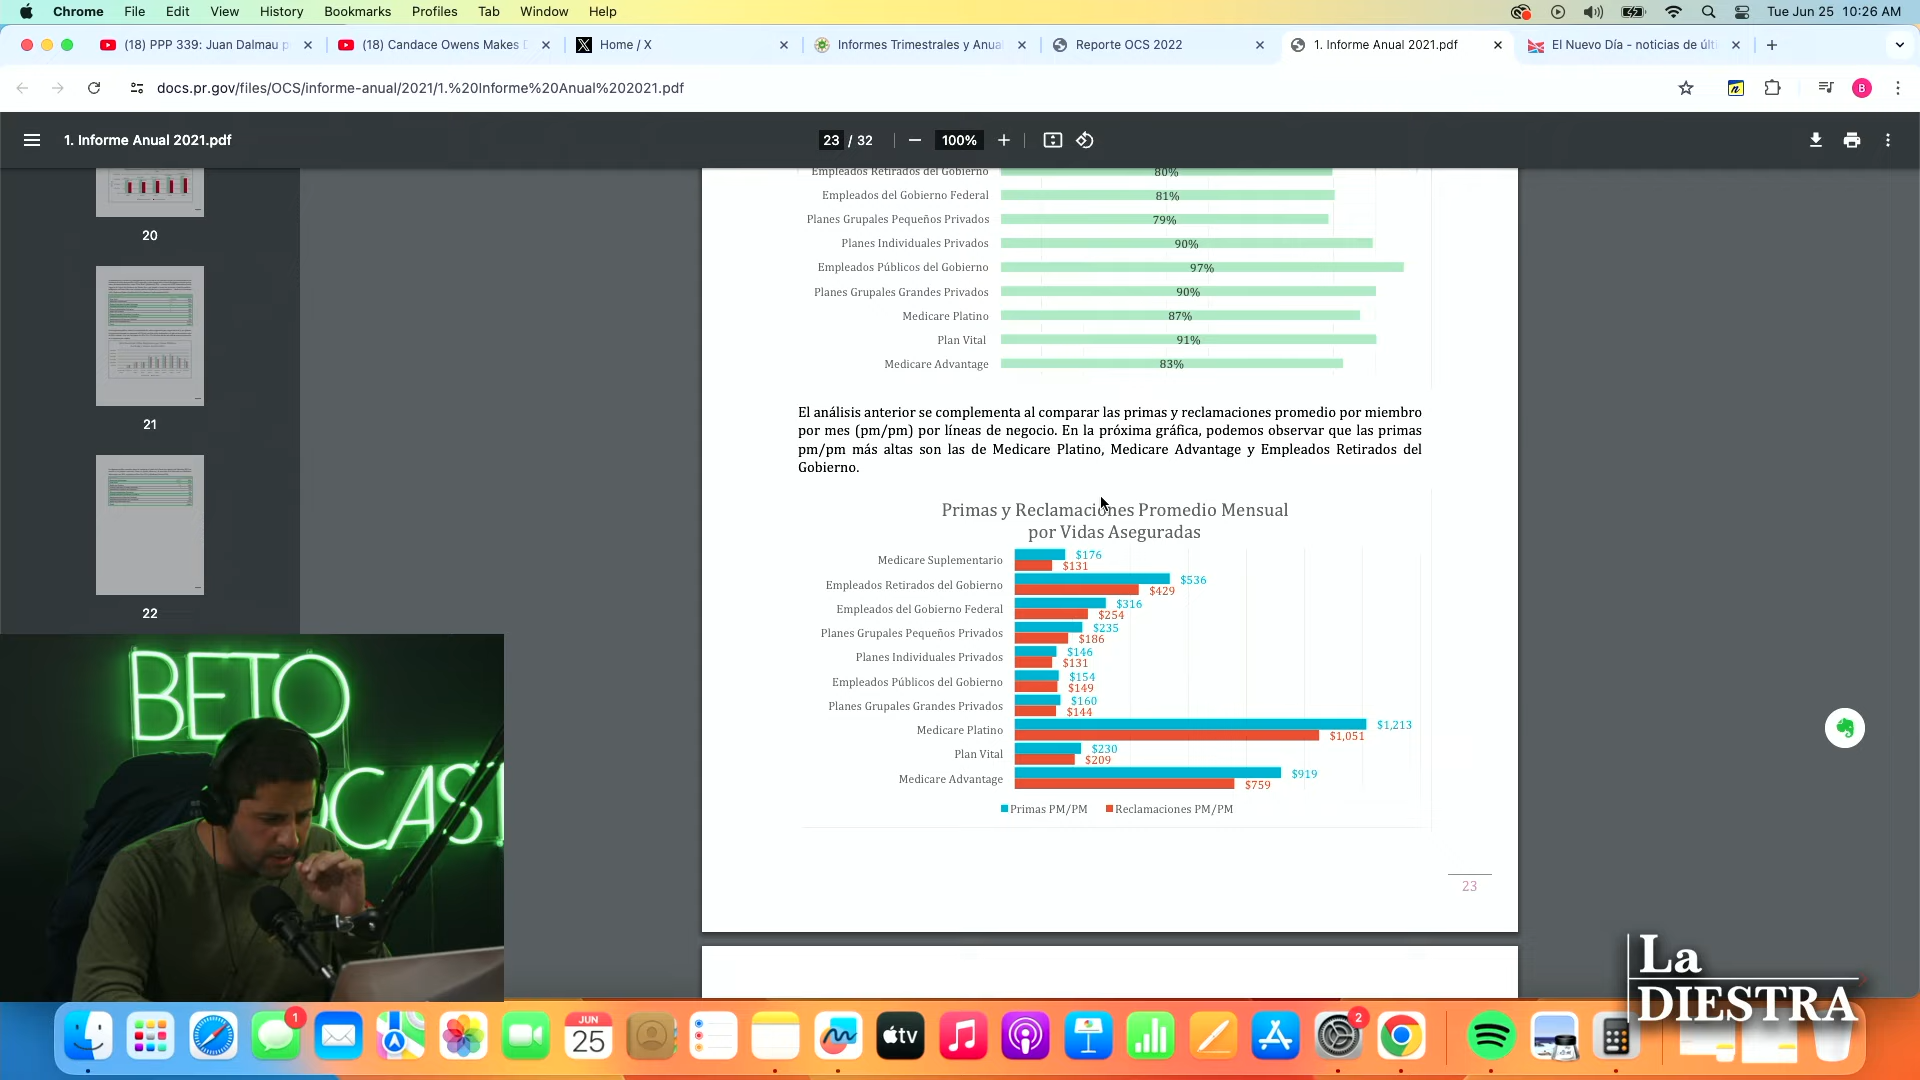 Chrome File Edit View History Bookmarks Profiles Tab Window Help Tue Jun 25 10:26 AM
(18) PPP 339: Juan Dalmau p
(18) Candace Owens Makes D
Home / X
Informes Trimestrales y Anua
Reporte OCS 2022
1. Informe Anual 2021.pdf
El Nuevo Día - noticias de últi
docs.pr.gov/files/OCS/informe-anual/2021/1.%20Informe%20Anual%202021.pdf
B
1. Informe Anual 2021.pdf
23 / 32
100%
20
21
22
Empleados Retirados del Gobierno 80%
Empleados del Gobierno Federal 81%
Planes Grupales Pequeños Privados 79%
Planes Individuales Privados 90%
Empleados Públicos del Gobierno 97%
Planes Grupales Grandes Privados 90%
Medicare Platino 87%
Plan Vital 91%
Medicare Advantage 83%
El análisis anterior se complementa al comparar las primas y reclamaciones promedio por miembro
por mes (pm/pm) por líneas de negocio. En la próxima gráfica, podemos observar que las primas
pm/pm más altas son las de Medicare Platino, Medicare Advantage y Empleados Retirados del
Gobierno.
Primas y Reclamaciones Promedio Mensual
por Vidas Aseguradas
Medicare Suplementario $176 $131
Empleados Retirados del Gobierno $536 $429
Empleados del Gobierno Federal $316 $254
Planes Grupales Pequeños Privados $235 $186
Planes Individuales Privados $146 $131
Empleados Públicos del Gobierno $154 $149
Planes Grupales Grandes Privados $160 $144
Medicare Platino $1,213 $1,051
Plan Vital $230 $209
Medicare Advantage $919 $759
Primas PM/PM Reclamaciones PM/PM
23
BETO
CAS
La
DIESTRA
1
JUN
25
tv
2